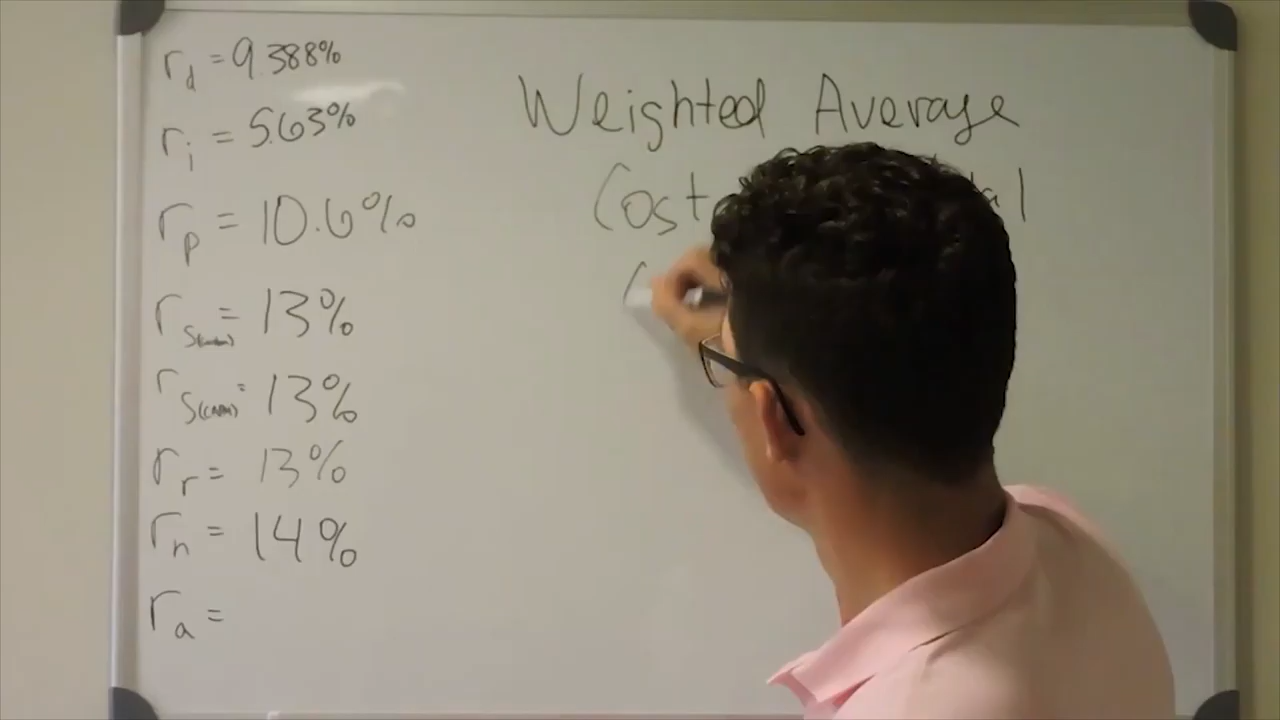 r_d = 9.388%
r_i = 5.63%
r_p = 10.6%
r_s = 13%
r_s(CAPM) = 13%
r_r = 13%
r_n = 14%
r_a =
Weighted Average
Cost
(